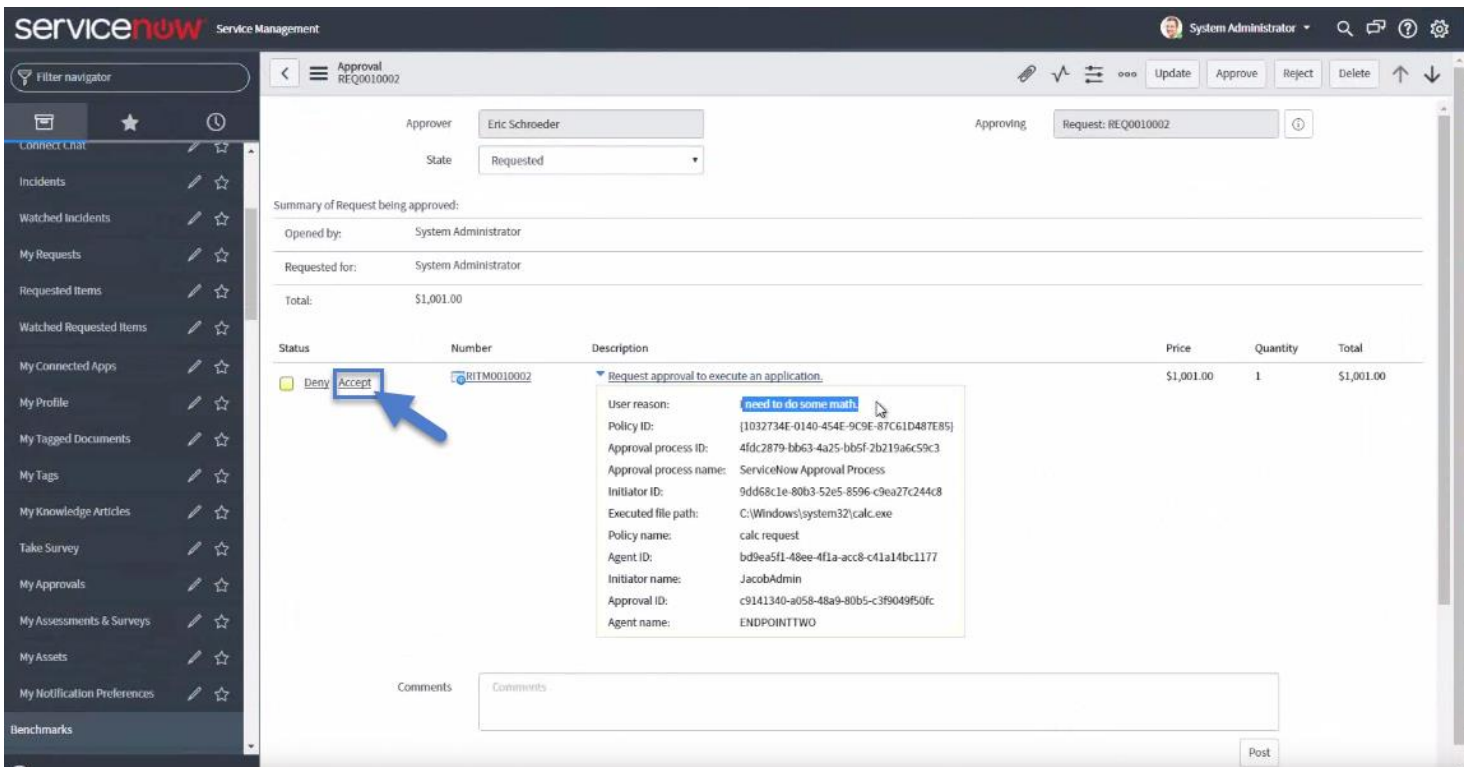 servicenow Service Management
System Administrator
Filter navigator
Approval
REQ0010002
Update Approve Reject Delete
Connect Chat
Incidents
Watched Incidents
My Requests
Requested Items
Watched Requested Items
My Connected Apps
My Profile
My Tagged Documents
My Tags
My Knowledge Articles
Take Survey
My Approvals
My Assessments & Surveys
My Assets
My Notification Preferences
Benchmarks
Approver Eric Schroeder
Approving Request: REQ0010002
State Requested
Summary of Request being approved:
Opened by: System Administrator
Requested for: System Administrator
Total: $1,001.00
Status Number Description Price Quantity Total
Deny Accept RITM0010002 Request approval to execute an application. $1,001.00 1 $1,001.00
User reason: I need to do some math.
Policy ID: {1032734E-0140-454E-9C9E-87C61D487E85}
Approval process ID: 4fdc2879-bb63-4a25-bb5f-2b219a6c59c3
Approval process name: ServiceNow Approval Process
Initiator ID: 9dd68c1e-80b3-52e5-8596-c9ea27c244c8
Executed file path: C:\Windows\system32\calc.exe
Policy name: calc request
Agent ID: bd9ea5f1-48ee-4f1a-acc8-c41a14bc1177
Initiator name: JacobAdmin
Approval ID: c9141340-a058-48a9-80b5-c3f9049f50fc
Agent name: ENDPOINTTWO
Comments Comments
Post